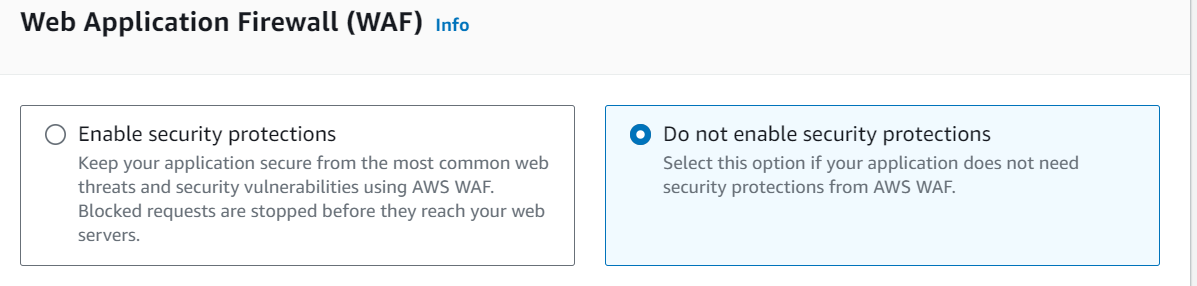 Web Application Firewall (WAF) Info
Enable security protections
Keep your application secure from the most common web
threats and security vulnerabilities using AWS WAF.
Blocked requests are stopped before they reach your web
servers.
Do not enable security protections
Select this option if your application does not need
security protections from AWS WAF.